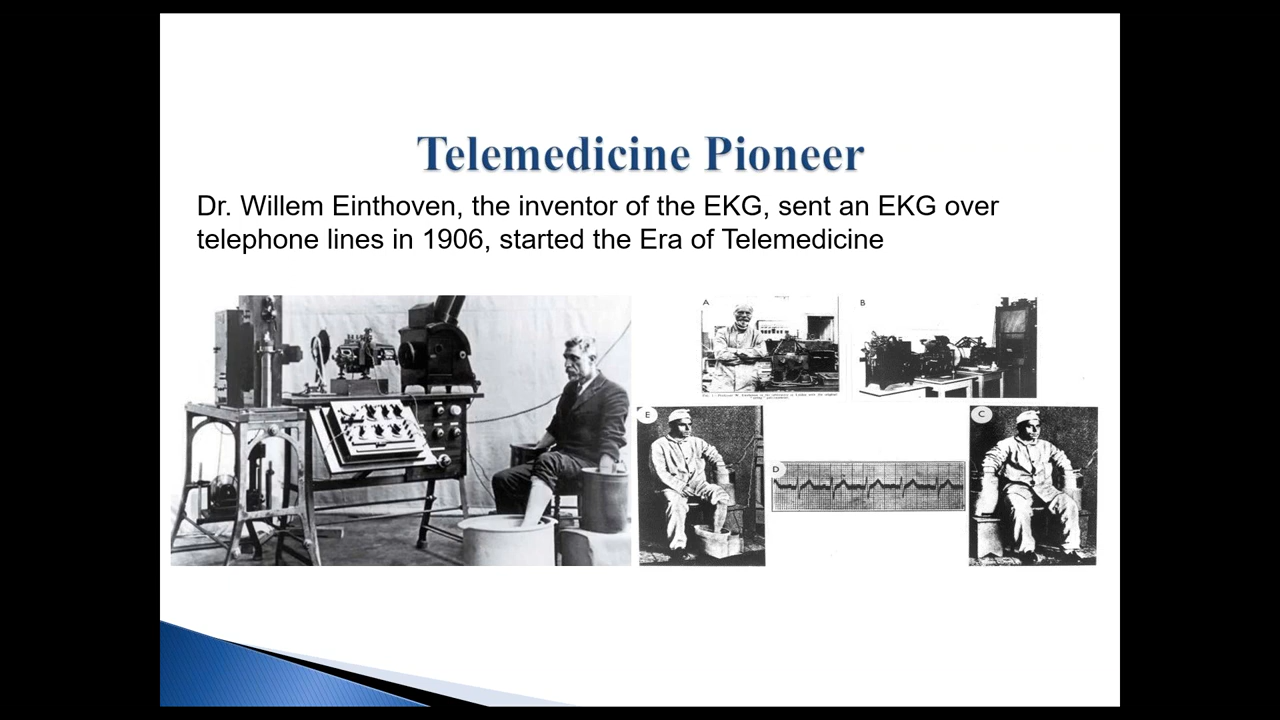 Telemedicine Pioneer
Dr. Willem Einthoven, the inventor of the EKG, sent an EKG over
telephone lines in 1906, started the Era of Telemedicine
A
B
E
D
C